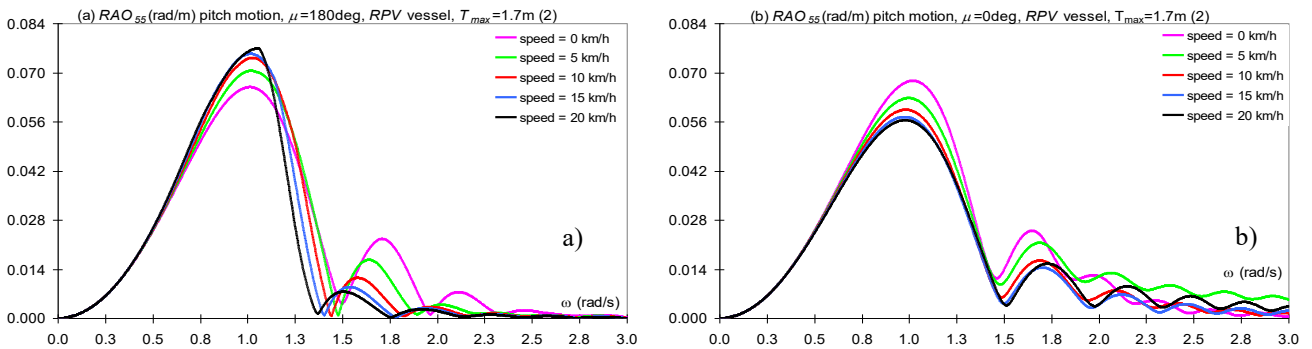 (a) RAO 55 (rad/m) pitch motion, μ=180deg, RPV vessel, T max=1.7m (2)
0.084
0.070
0.056
0.042
0.028
0.014
0.000
speed = 0 km/h
speed = 5 km/h
speed = 10 km/h
speed = 15 km/h
speed = 20 km/h
a)
ω (rad/s)
0.0 0.3 0.5 0.8 1.0 1.3 1.5 1.8 2.0 2.3 2.5 2.8 3.0
(b) RAO 55 (rad/m) pitch motion, μ=0deg, RPV vessel, Tmax=1.7m (2)
0.084
0.070
0.056
0.042
0.028
0.014
0.000
speed = 0 km/h
speed = 5 km/h
speed = 10 km/h
speed = 15 km/h
speed = 20 km/h
b)
ω (rad/s)
0.0 0.3 0.5 0.8 1.0 1.3 1.5 1.8 2.0 2.3 2.5 2.8 3.0